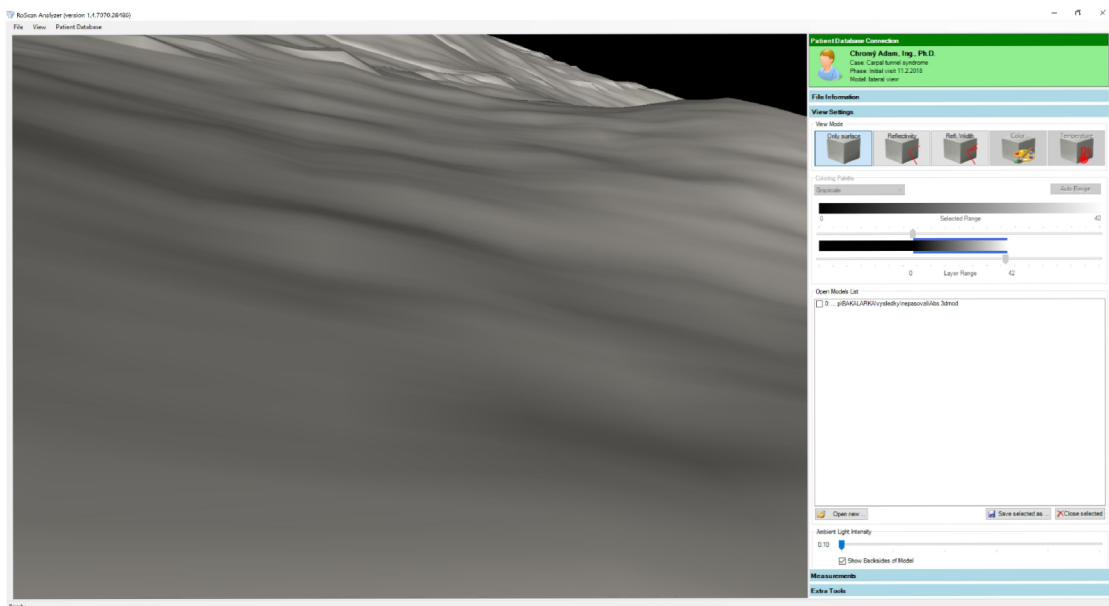 RoScan Analyzer (version: 1.4.7070.28486)
File View Patient Database
Patient Database Connection
Chromý Adam, Ing., Ph.D.
Case: Carpal tunnel syndrome
Phase: Initial visit 11.2.2018
Model: lateral view
File Information
View Settings
View Mode
Only surface Reflectivity Refl. Width Color Temperature
Coloring Palette
Grayscale Auto Range
0 Selected Range 42
0 Layer Range 42
Open Models List
0: ... p\BAKALARKA\vysledky\nepasovali\Abs.3dmod
Open new ... Save selected as ... Close selected
Ambient Light Intensity
0.10
Show Backsides of Model
Measurements
Extra Tools